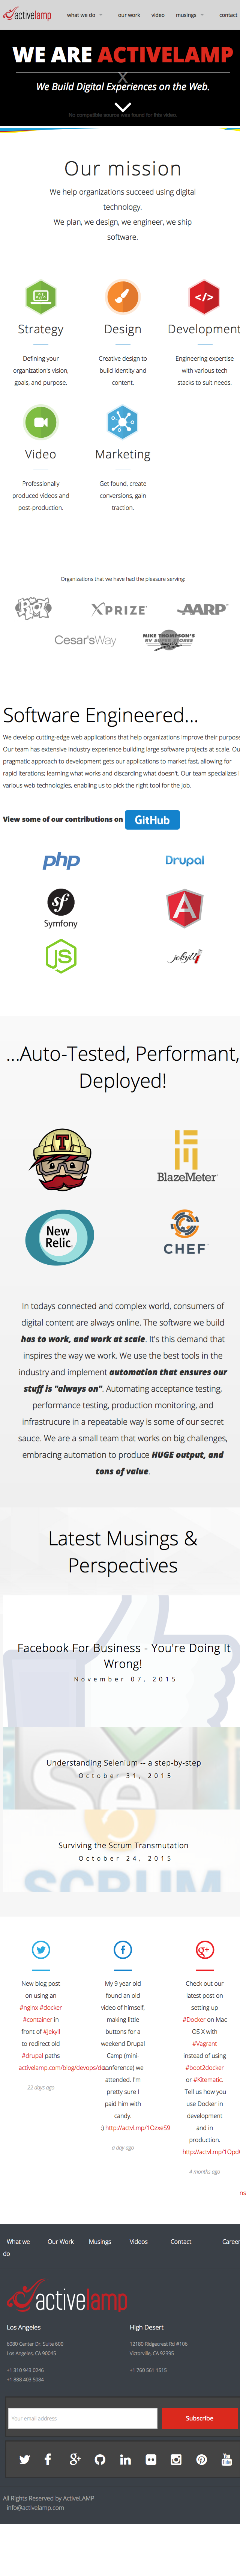 activelamp
what we do
our work
video
musings
contact
WE ARE ACTIVELAMP
We Build Digital Experiences on the Web.
X
No compatible source was found for this video.
Our mission
We help organizations succeed using digital
technology.
We plan, we design, we engineer, we ship
software.
Strategy
Defining your
organization's vision,
goals, and purpose.
Design
Creative design to
build identity and
content.
</>
Development
Engineering expertise
with various tech
stacks to suit needs.
Video
Professionally
produced videos and
post-production.
Marketing
Get found, create
conversions, gain
traction.
Organizations that we have had the pleasure serving:
XPRIZE
AARP
Cesar'sWay
MIKE THOMPSON'S
RV SUPER STORES
Software Engineered...
We develop cutting-edge web applications that help organizations improve their purpose
Our team has extensive industry experience building large software projects at scale. Ou
pragmatic approach to development gets our applications to market fast, allowing for
rapid iterations; learning what works and discarding what doesn't. Our team specializes i
various web technologies, enabling us to pick the right tool for the job.
View some of our contributions on GitHub
php
Drupal
sf
Symfony
A
JS
jekyll
...Auto-Tested, Performant,
Deployed!
T
BlazeMeter
New
Relic
CHEF
In todays connected and complex world, consumers of
digital content are always online. The software we build
has to work, and work at scale. It's this demand that
inspires the way we work. We use the best tools in the
industry and implement automation that ensures our
stuff is "always on". Automating acceptance testing,
performance testing, production monitoring, and
infrastrucure in a repeatable way is some of our secret
sauce. We are a small team that works on big challenges,
embracing automation to produce HUGE output, and
tons of value.
Latest Musings &
Perspectives
Facebook For Business - You're Doing It
Wrong!
November 07, 2015
Se
Understanding Selenium -- a step-by-step
October 31, 2015
Surviving the Scrum Transmutation
October 24, 2015
SCRUM
New blog post
on using an
#nginx #docker
#container in
front of #jekyll
to redirect old
#drupal paths
activelamp.com/blog/devops/do
22 days ago
My 9 year old
found an old
video of himself,
making little
buttons for a
weekend Drupal
Camp (mini-
conference) we
attended. I'm
pretty sure I
paid him with
candy.
:) http://actvl.mp/1OzxeS9
a day ago
g+
Check out our
latest post on
setting up
#Docker on Mac
OS X with
#Vagrant
instead of using
#boot2docker
or #Kitematic.
Tell us how you
use Docker in
development
and in
production.
http://actvl.mp/1Opd
4 months ago
ns
What we
do
Our Work
Musings
Videos
Contact
Career
activelamp
Los Angeles
6080 Center Dr. Suite 600
Los Angeles, CA 90045
+1 310 943 0246
+1 888 403 5084
High Desert
12180 Ridgecrest Rd #106
Victorville, CA 92395
+1 760 561 1515
Your email address
Subscribe
All Rights Reserved by ActiveLAMP
info@activelamp.com